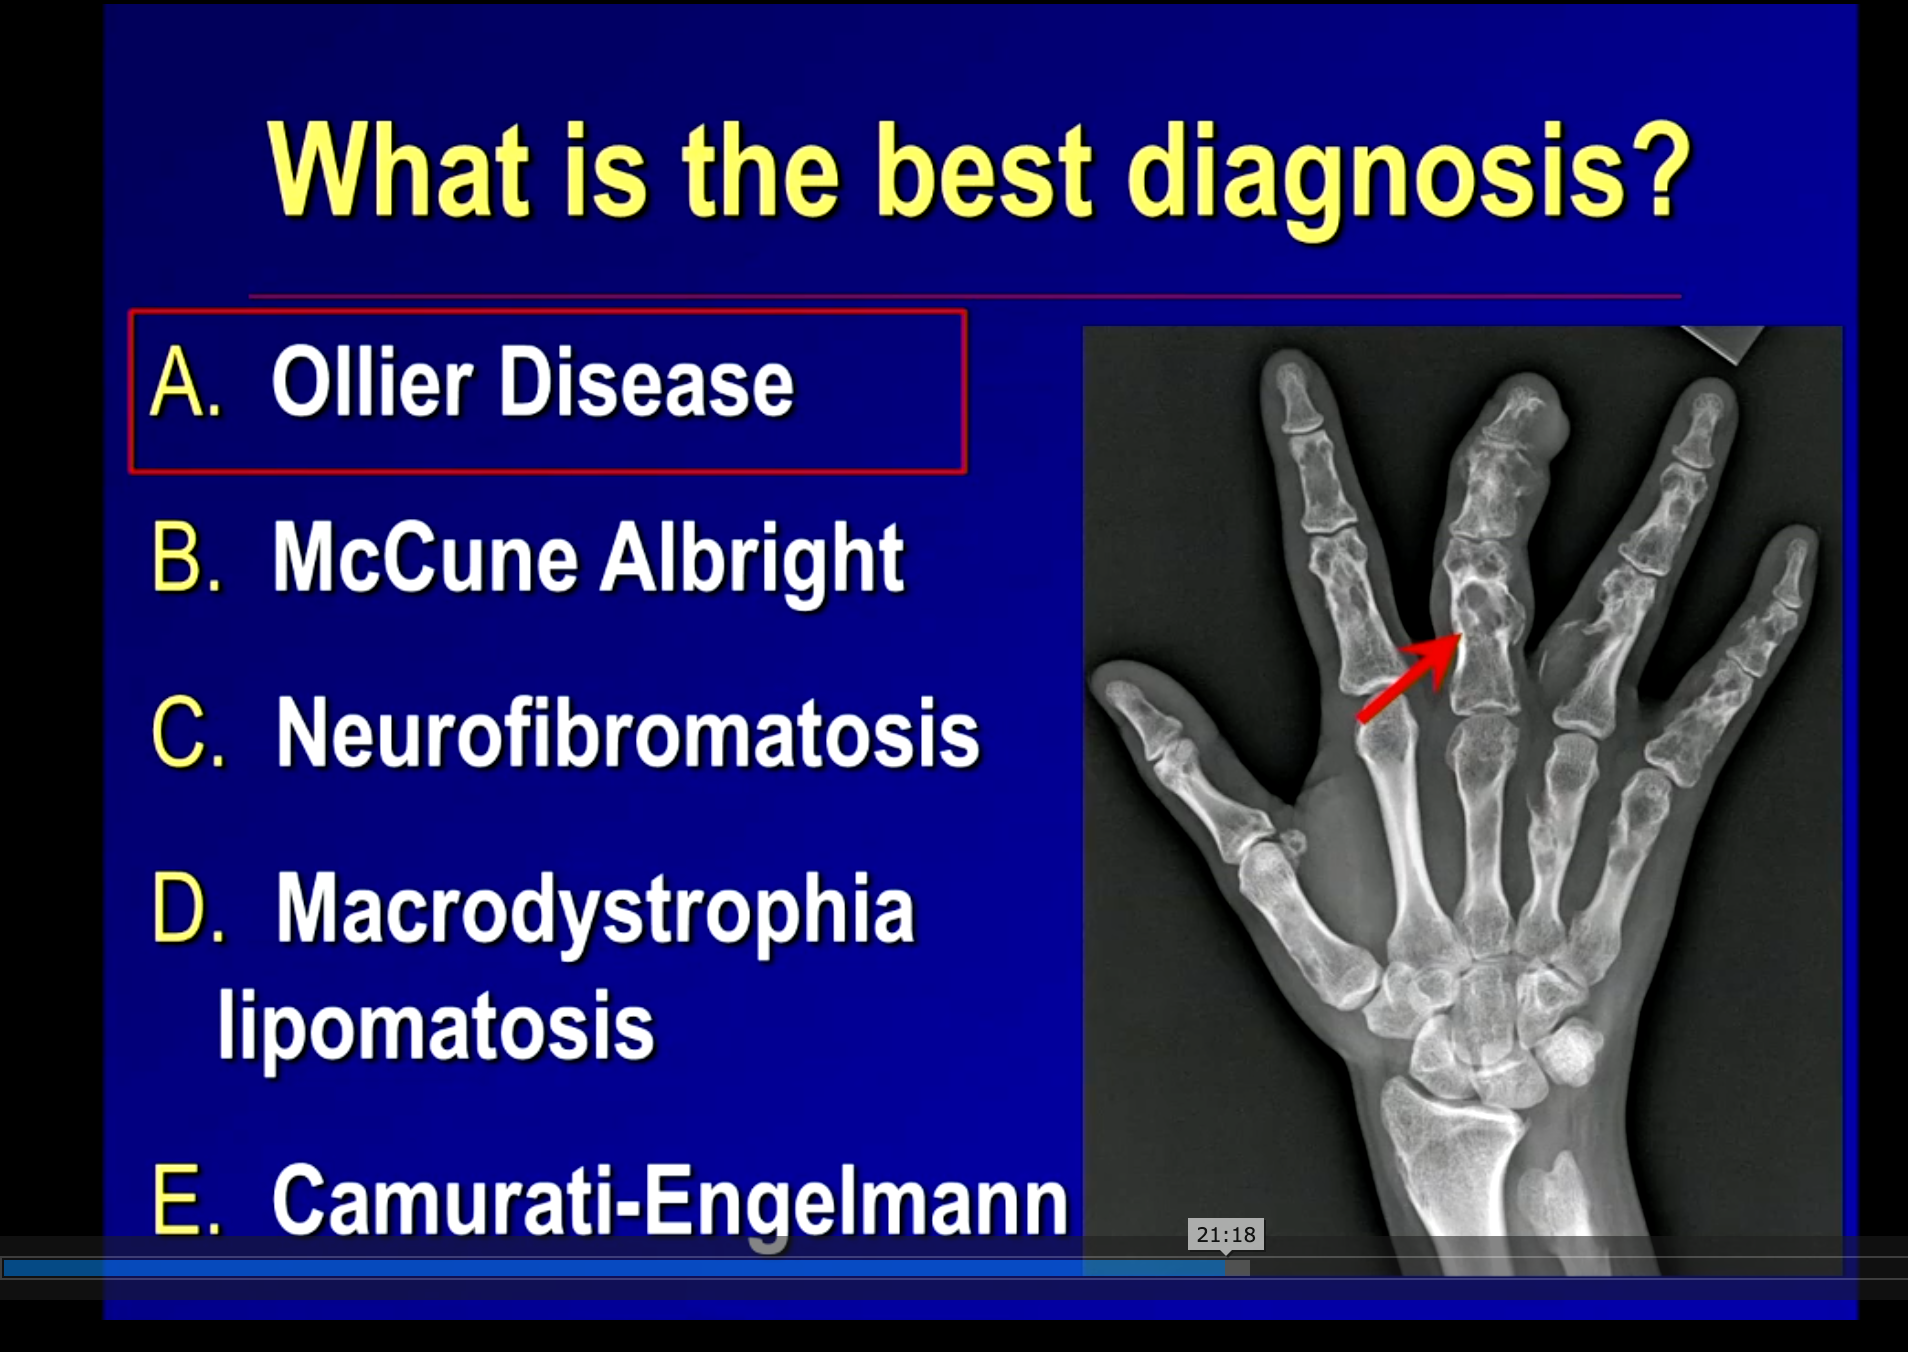 What is the best diagnosis?
A. Ollier Disease
B. McCune Albright
C. Neurofibromatosis
D. Macrodystrophia
lipomatosis
E. Camurati-Engelmann
21:18